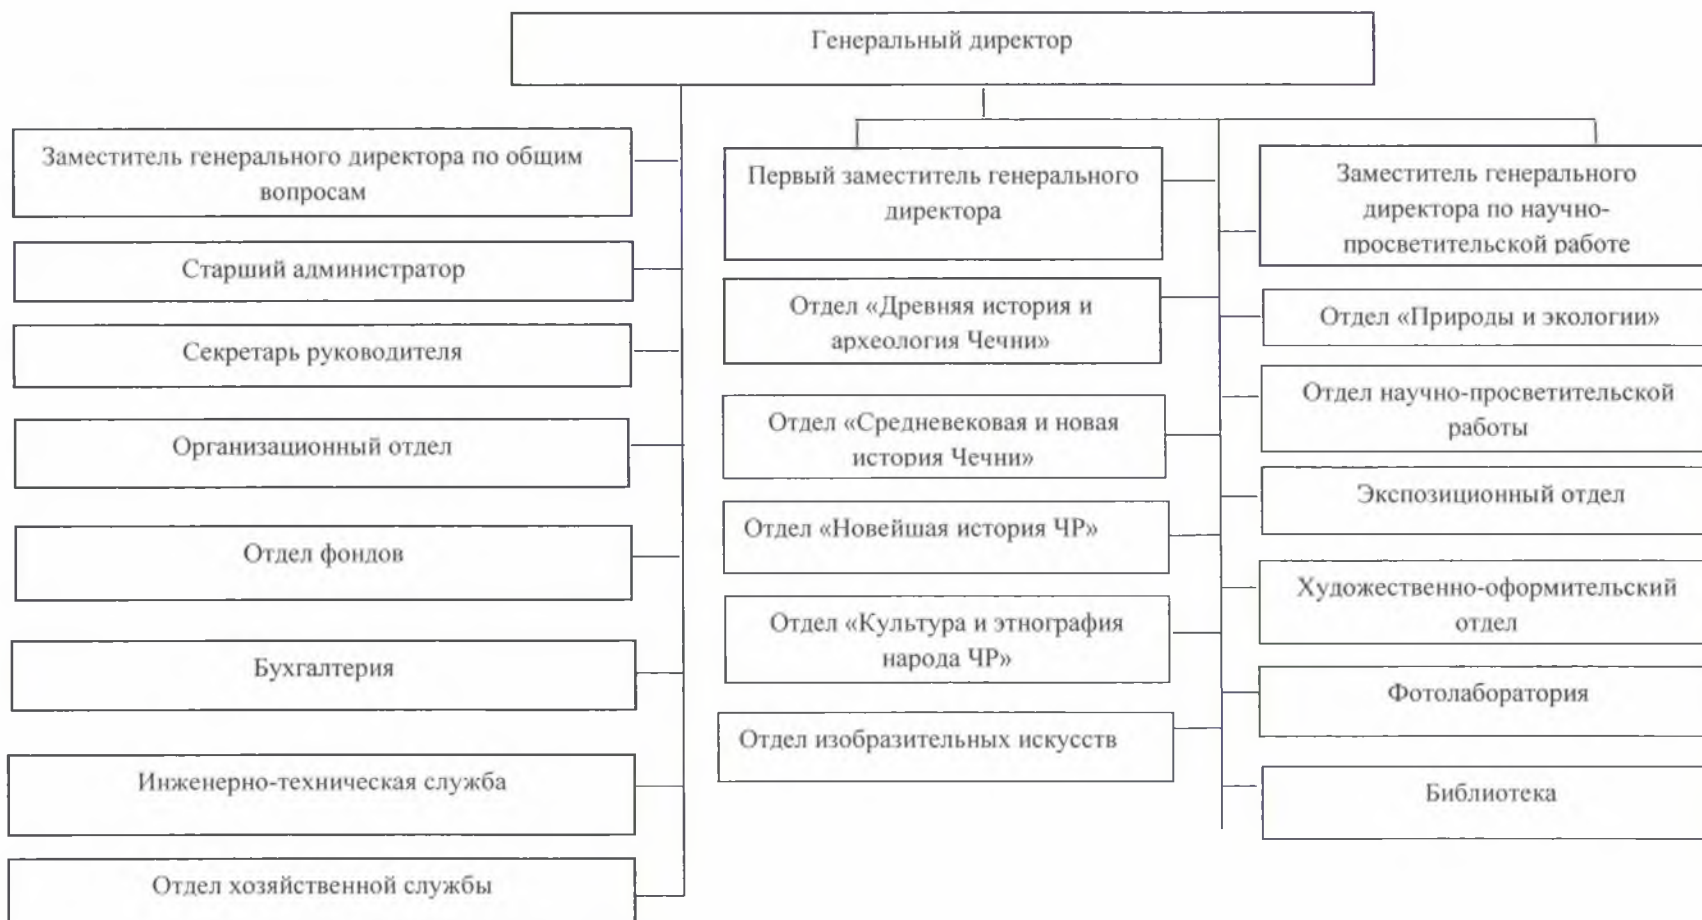 Генеральный директор
Заместитель генерального директора по общим
вопросам
Старший администратор
Секретарь руководителя
Организационный отдел
Отдел фондов
Бухгалтерия
Инженерно-техническая служба
Отдел хозяйственной службы
Первый заместитель генерального
директора
Отдел «Древняя история и
археология Чечни»
Отдел «Средневековая и новая
история Чечни»
Отдел «Новейшая история ЧР»
Отдел «Культура и этнография
народа ЧР»
Отдел изобразительных искусств
Заместитель генерального
директора по научно-
просветительской работе
Отдел «Природы и экологии»
Отдел научно-просветительской
работы
Экспозиционный отдел
Художественно-оформительский
отдел
Фотолаборатория
Библиотека